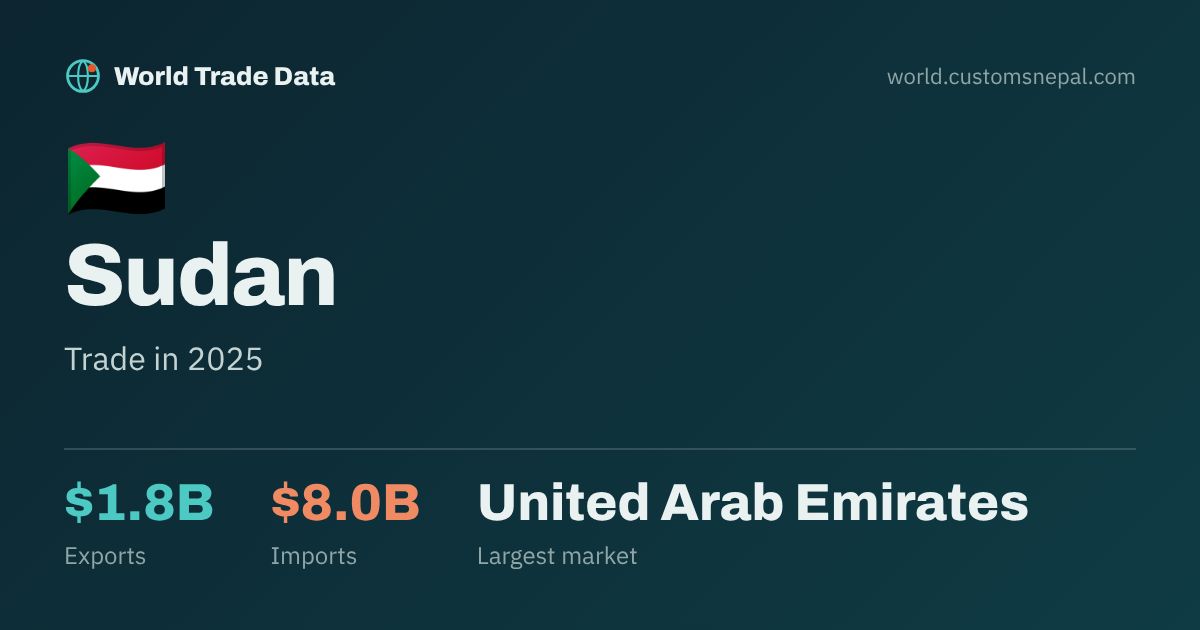 World Trade Data
world.customsnepal.com
Sudan
Trade in 2025
$1.8B
Exports
$8.0B
Imports
United Arab Emirates
Largest market